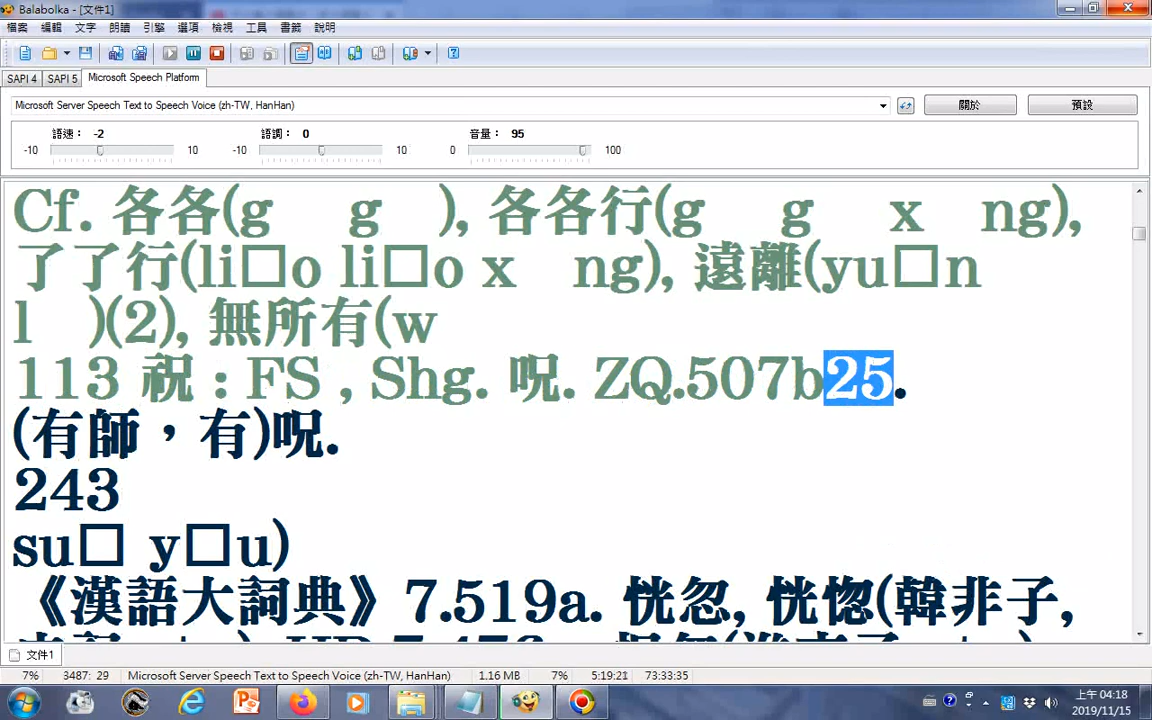 Balabolka - [文件1]
檔案 編輯 文字 朗讀 引擎 選項 檢視 工具 書籤 說明
SAPI 4 SAPI 5 Microsoft Speech Platform
Microsoft Server Speech Text to Speech Voice (zh-TW, HanHan) 關於 預設
語速： -2 語調： 0 音量： 95
-10 10 -10 10 0 100
Cf. 各各(g g ), 各各行(g g x ng),
了了行(li□o li□o x ng), 遠離(yu□n
l )(2), 無所有(w
113 祝 : FS , Shg. 呪. ZQ.507b25.
(有師，有)呪.
243
su□ y□u)
《漢語大詞典》7.519a. 恍忽, 恍惚(韓非子,
文件1
7% 3487: 29 Microsoft Server Speech Text to Speech Voice (zh-TW, HanHan) 1.16 MB 7% 5:19:21 73:33:35
上午 04:18
2019/11/15